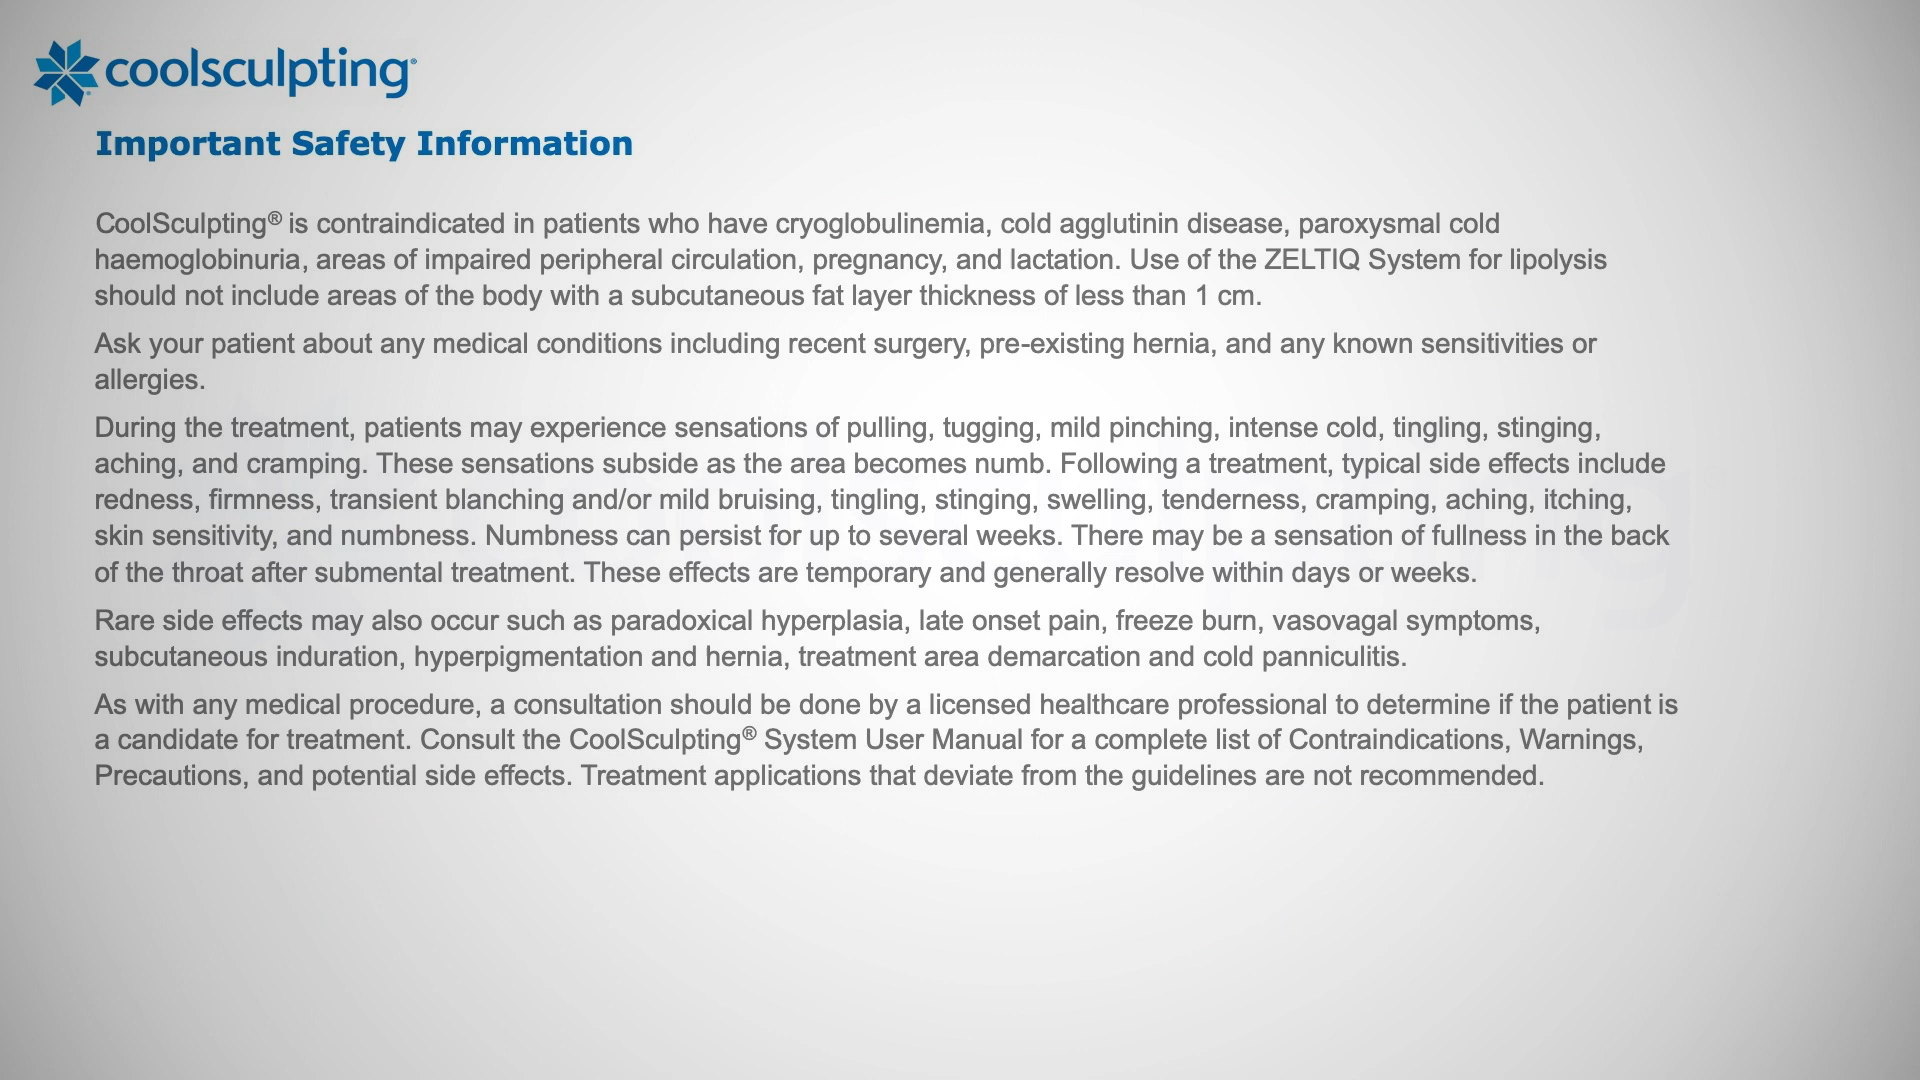 coolsculpting®
Important Safety Information
CoolSculpting® is contraindicated in patients who have cryoglobulinemia, cold agglutinin disease, paroxysmal cold
haemoglobinuria, areas of impaired peripheral circulation, pregnancy, and lactation. Use of the ZELTIQ System for lipolysis
should not include areas of the body with a subcutaneous fat layer thickness of less than 1 cm.
Ask your patient about any medical conditions including recent surgery, pre-existing hernia, and any known sensitivities or
allergies.
During the treatment, patients may experience sensations of pulling, tugging, mild pinching, intense cold, tingling, stinging,
aching, and cramping. These sensations subside as the area becomes numb. Following a treatment, typical side effects include
redness, firmness, transient blanching and/or mild bruising, tingling, stinging, swelling, tenderness, cramping, aching, itching,
skin sensitivity, and numbness. Numbness can persist for up to several weeks. There may be a sensation of fullness in the back
of the throat after submental treatment. These effects are temporary and generally resolve within days or weeks.
Rare side effects may also occur such as paradoxical hyperplasia, late onset pain, freeze burn, vasovagal symptoms,
subcutaneous induration, hyperpigmentation and hernia, treatment area demarcation and cold panniculitis.
As with any medical procedure, a consultation should be done by a licensed healthcare professional to determine if the patient is
a candidate for treatment. Consult the CoolSculpting® System User Manual for a complete list of Contraindications, Warnings,
Precautions, and potential side effects. Treatment applications that deviate from the guidelines are not recommended.